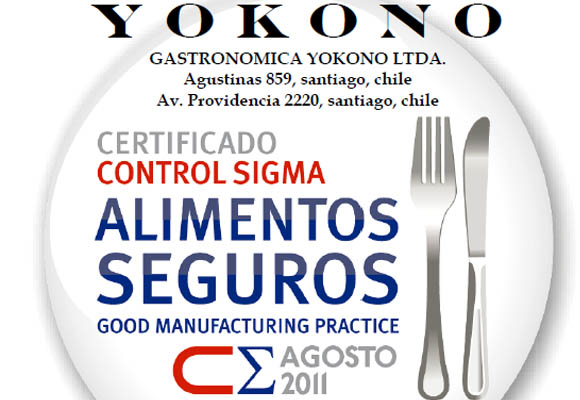 YOKONO
GASTRONOMICA YOKONO LTDA.
Agustinas 859, santiago, chile
Av. Providencia 2220, santiago, chile
CERTIFICADO
CONTROL SIGMA
ALIMENTOS
SEGUROS
GOOD MANUFACTURING PRACTICE
CΣ AGOSTO
2011